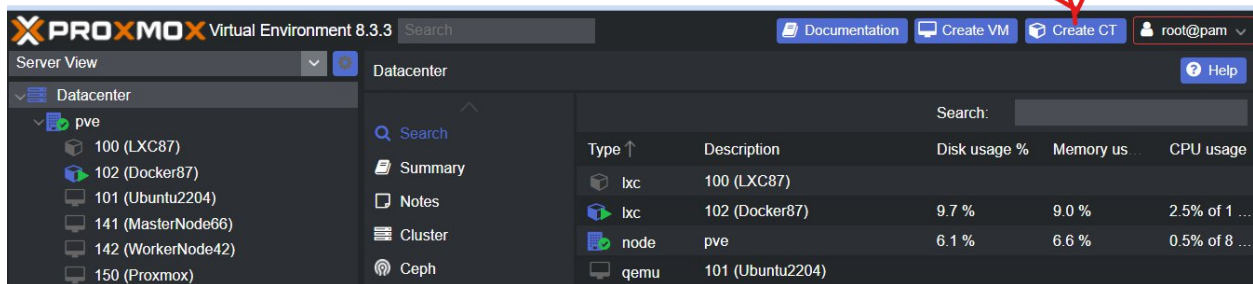 PROXMOX Virtual Environment 8.3.3 Search Documentation Create VM Create CT root@pam
Server View Datacenter Help
Datacenter Search:
pve Search Type Description Disk usage % Memory us... CPU usage
100 (LXC87) Summary lxc 100 (LXC87)
102 (Docker87) Notes lxc 102 (Docker87) 9.7 % 9.0 % 2.5% of 1 ...
101 (Ubuntu2204) Cluster node pve 6.1 % 6.6 % 0.5% of 8 ...
141 (MasterNode66) Ceph qemu 101 (Ubuntu2204)
142 (WorkerNode42)
150 (Proxmox)